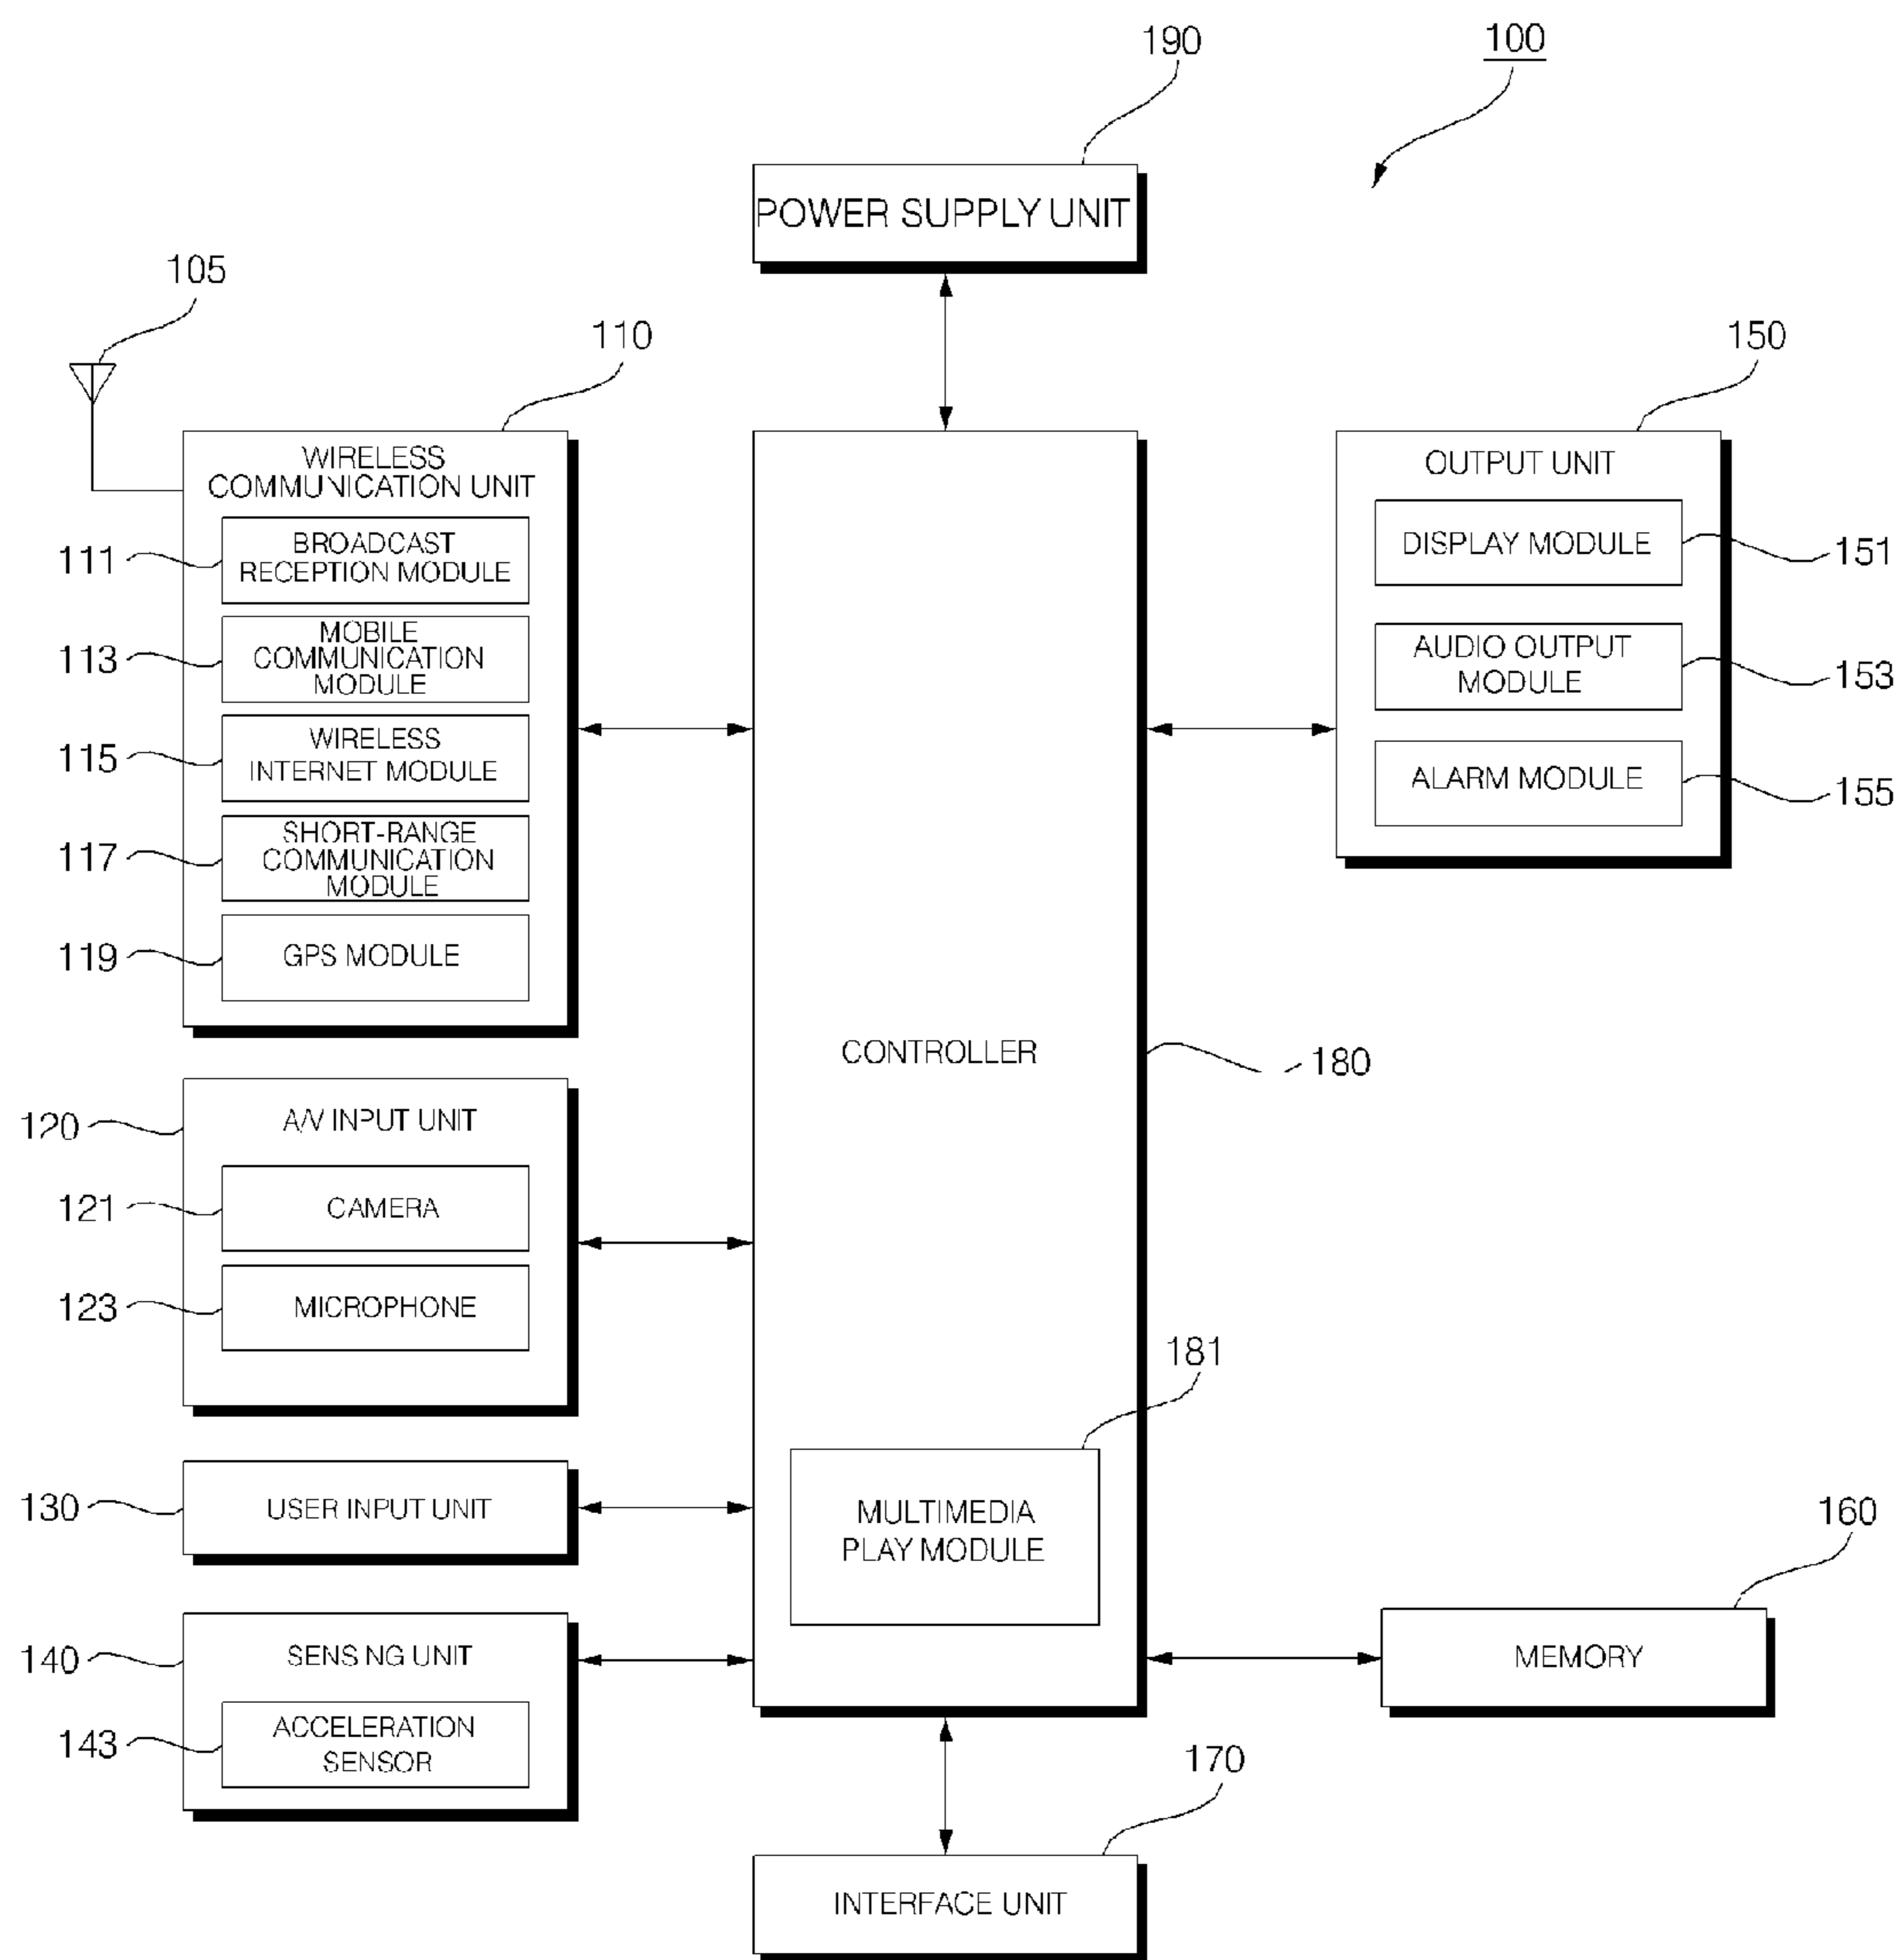 190
100
POWER SUPPLY UNIT
105
110
150
WIRELESS
COMMUNICATION UNIT
OUTPUT UNIT
111
BROADCAST
RECEPTION MODULE
DISPLAY MODULE
151
113
MOBILE
COMMUNICATION
MODULE
AUDIO OUTPUT
MODULE
153
115
WIRELESS
INTERNET MODULE
ALARM MODULE
155
117
SHORT-RANGE
COMMUNICATION
MODULE
119
GPS MODULE
CONTROLLER
180
120
A/V INPUT UNIT
121
CAMERA
123
MICROPHONE
181
130
USER INPUT UNIT
MULTIMEDIA
PLAY MODULE
160
140
SENSING UNIT
MEMORY
143
ACCELERATION
SENSOR
170
INTERFACE UNIT